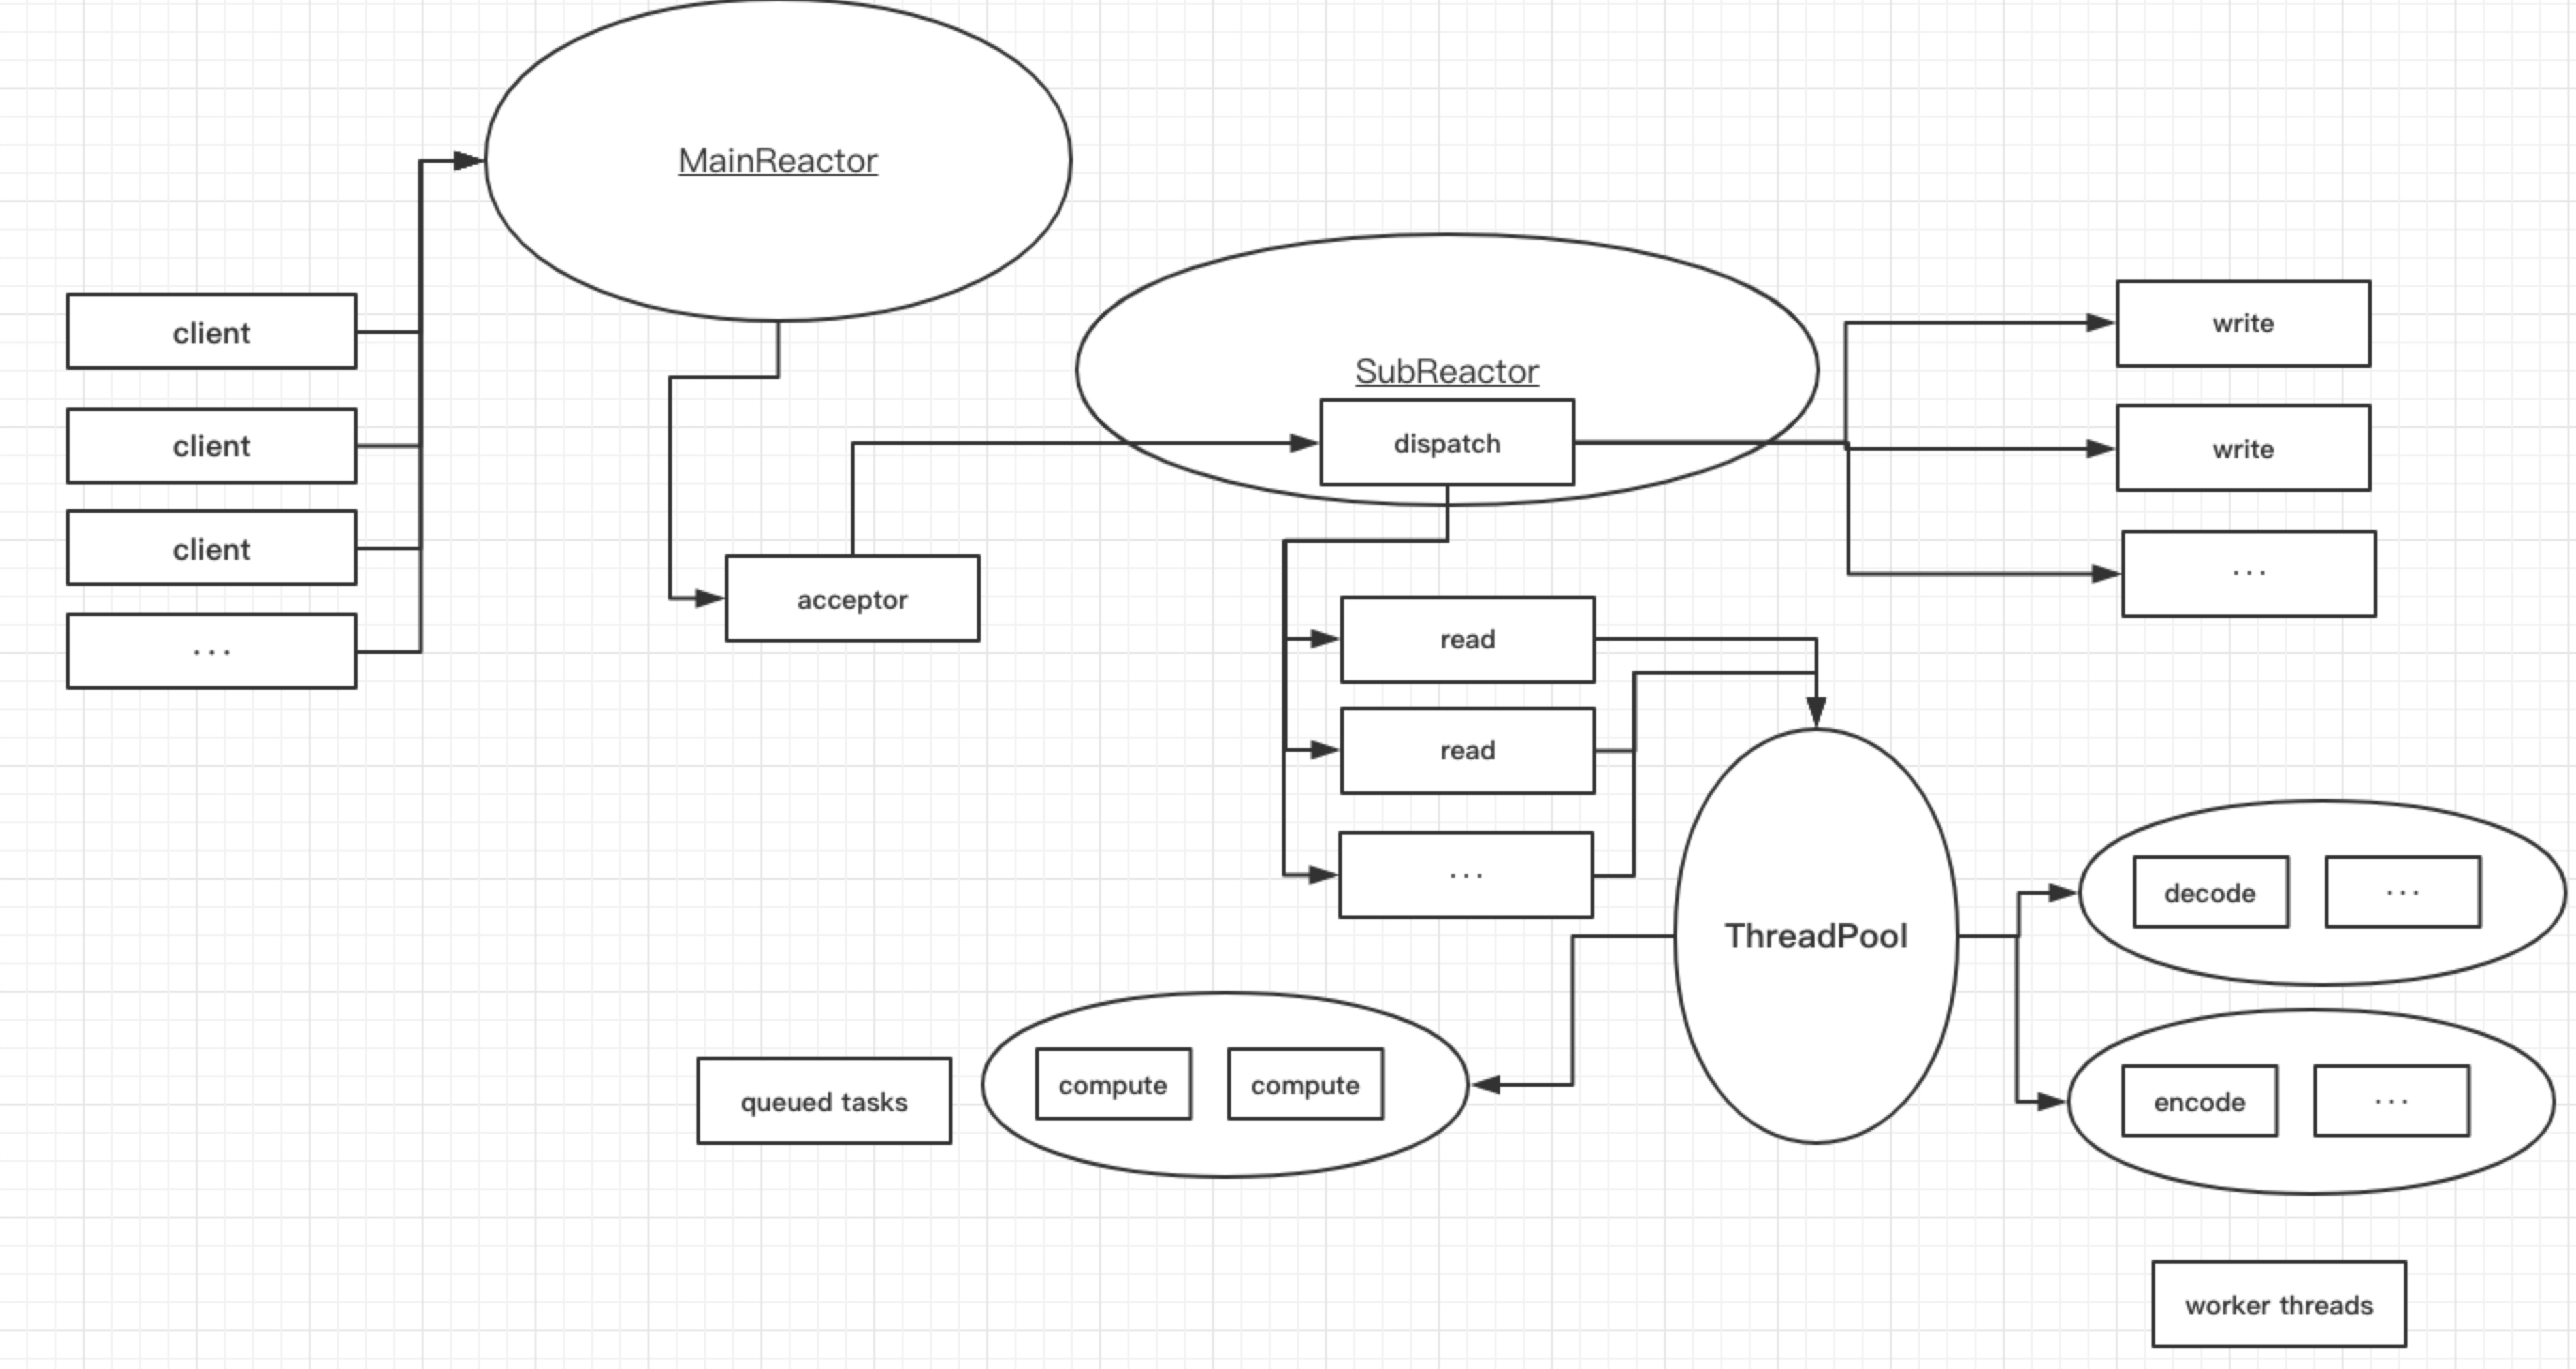 MainReactor
client
client
client
...
acceptor
SubReactor
dispatch
write
write
...
read
read
...
ThreadPool
decode
...
encode
...
compute
compute
queued tasks
worker threads